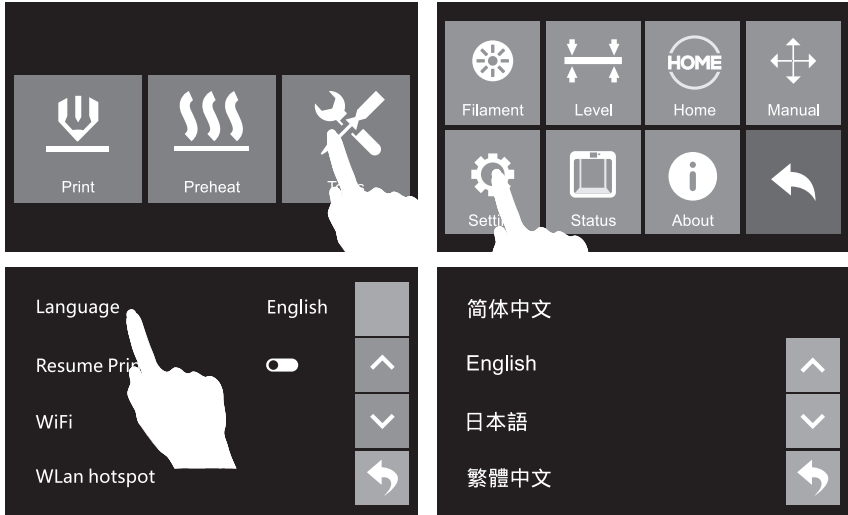 Print
Preheat
Filament
Level
HOME
Home
Manual
Status
About
Language
English
Resume
WiFi
WLan hotspot
简体中文
English
日本語
繁體中文